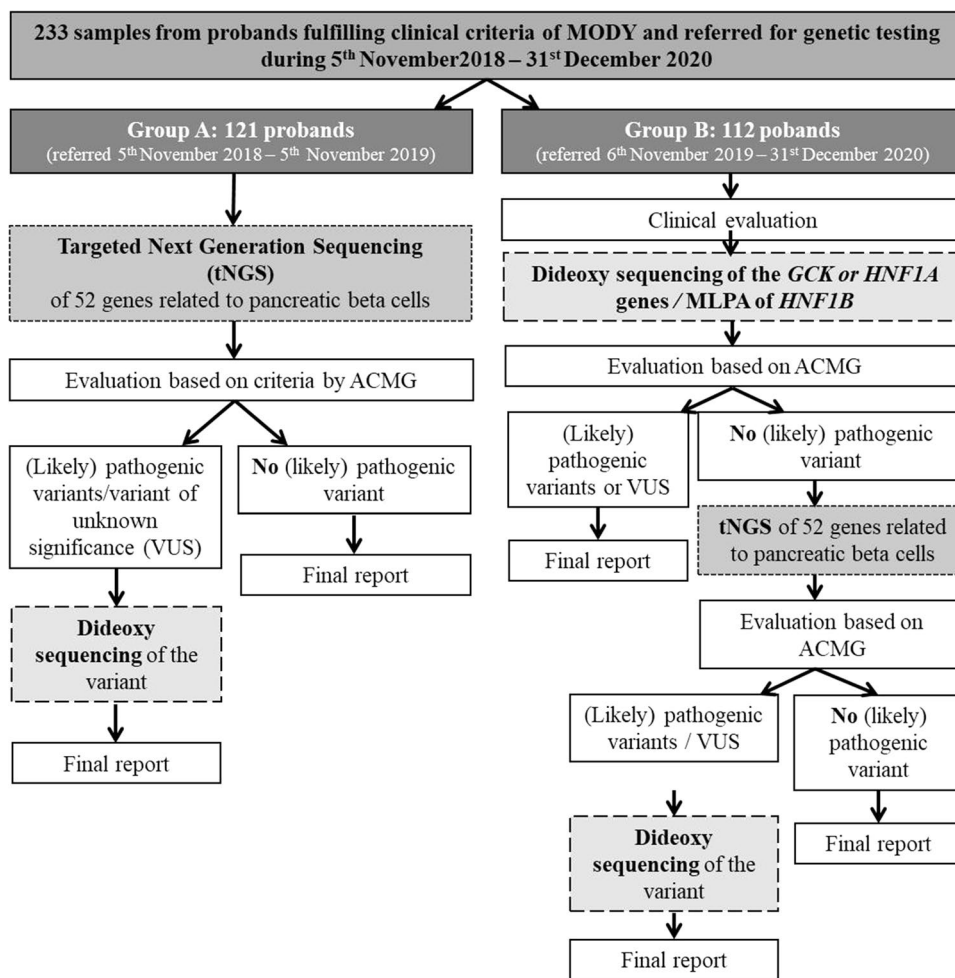 233 samples from probands fulfilling clinical criteria of MODY and referred for genetic testing
during 5th November2018 – 31st December 2020
Group A: 121 probands
(referred 5th November 2018 – 5th November 2019)
Targeted Next Generation Sequencing
(tNGS)
of 52 genes related to pancreatic beta cells
Evaluation based on criteria by ACMG
(Likely) pathogenic
variants/variant of
unknown
significance (VUS)
No (likely) pathogenic
variant
Final report
Dideoxy
sequencing of the
variant
Final report
Group B: 112 pobands
(referred 6th November 2019 – 31st December 2020)
Clinical evaluation
Dideoxy sequencing of the GCK or HNF1A
genes / MLPA of HNF1B
Evaluation based on ACMG
(Likely)
pathogenic
variants or VUS
Final report
No (likely) pathogenic
variant
tNGS of 52 genes related
to pancreatic beta cells
Evaluation based on
ACMG
(Likely) pathogenic
variants / VUS
No (likely)
pathogenic
variant
Final report
Dideoxy
sequencing of the
variant
Final report